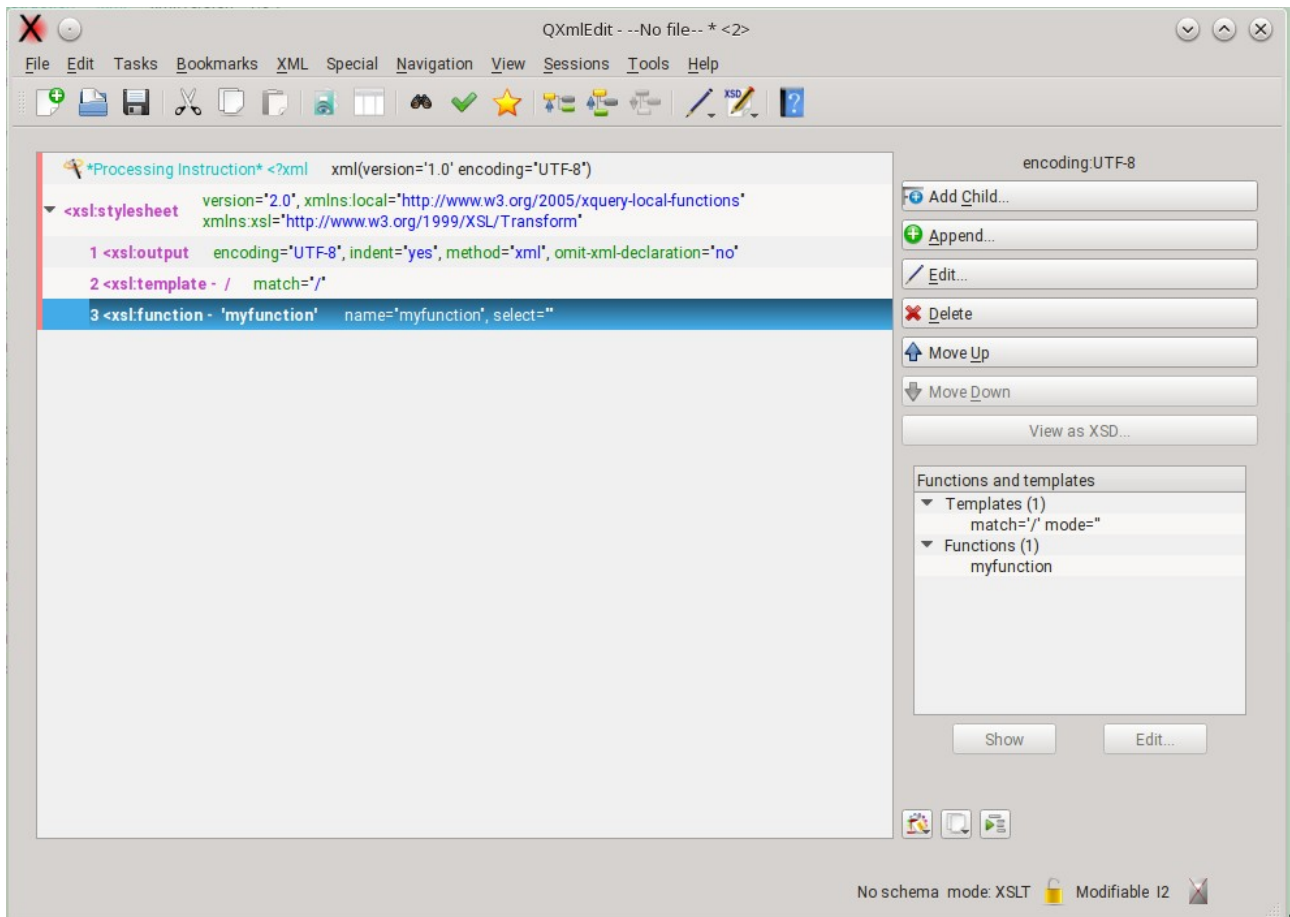 QXmlEdit - --No file-- * <2>
File Edit Tasks Bookmarks XML Special Navigation View Sessions Tools Help
XSD
*Processing Instruction* <?xml xml(version='1.0' encoding="UTF-8")
<xsl:stylesheet version="2.0", xmlns:local="http://www.w3.org/2005/xquery-local-functions"
xmlns:xsl="http://www.w3.org/1999/XSL/Transform"
1 <xsl:output encoding="UTF-8", indent="yes", method="xml", omit-xml-declaration="no"
2 <xsl:template - / match="/"
3 <xsl:function - 'myfunction' name="myfunction", select=""
encoding:UTF-8
Add Child...
Append...
Edit...
Delete
Move Up
Move Down
View as XSD...
Functions and templates
Templates (1)
match='/' mode=''
Functions (1)
myfunction
Show Edit...
No schema mode: XSLT Modifiable I2